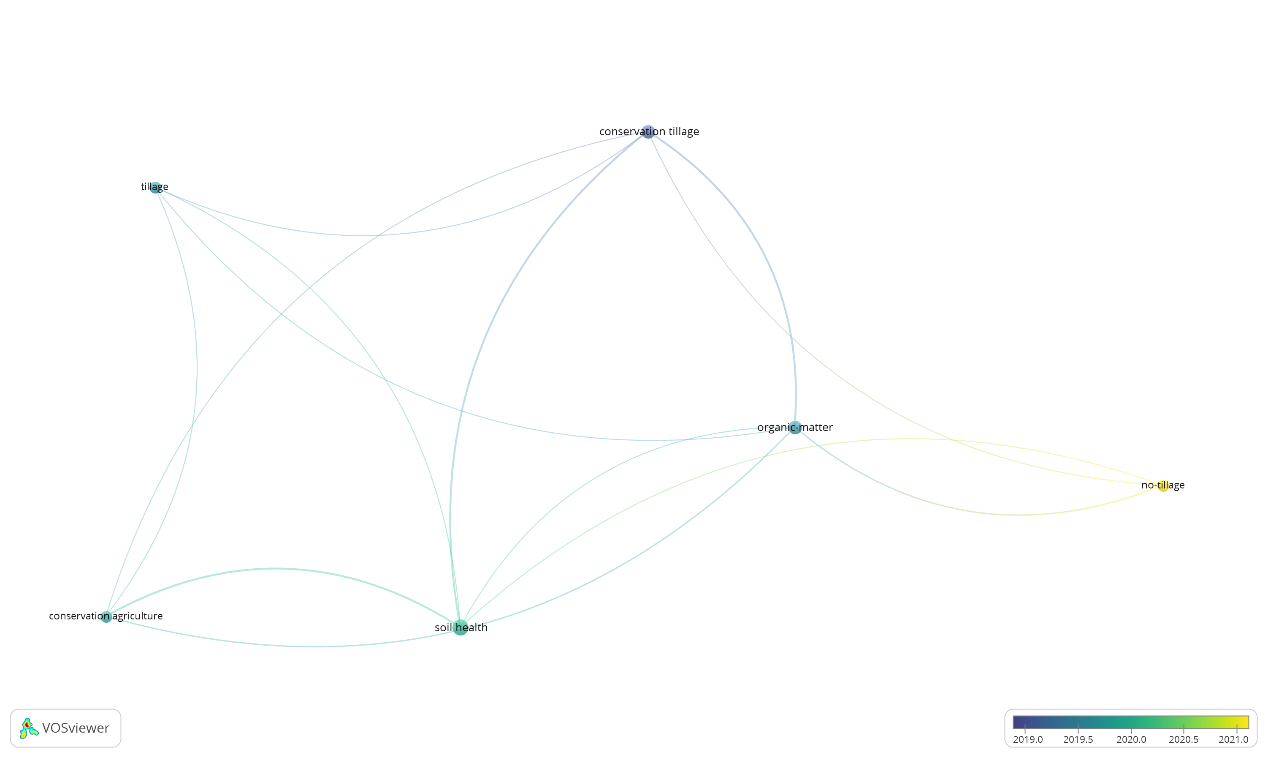 conservation tillage
tillage
organic-matter
no-tillage
conservation agriculture
soil health
VOSviewer
2019.0 2019.5 2020.0 2020.5 2021.0